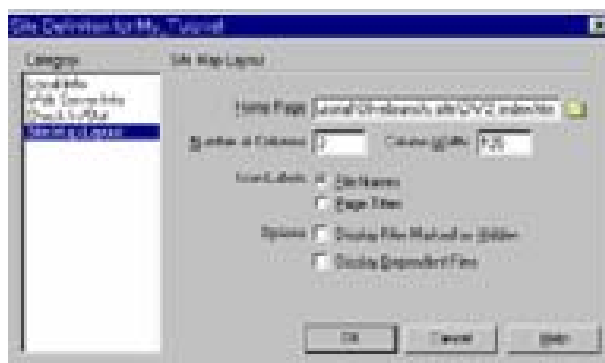 Site Definition for My_Tutorial
Category:
Local Info
Web Server Info
Check In/Out
Site Map Layout
Site Map Layout
Home Page:
Number of Columns:
Column Width:
Icon Labels: File Names
Page Titles
Options: Display Files Marked as Hidden
Display Dependent Files
OK
Cancel
Help